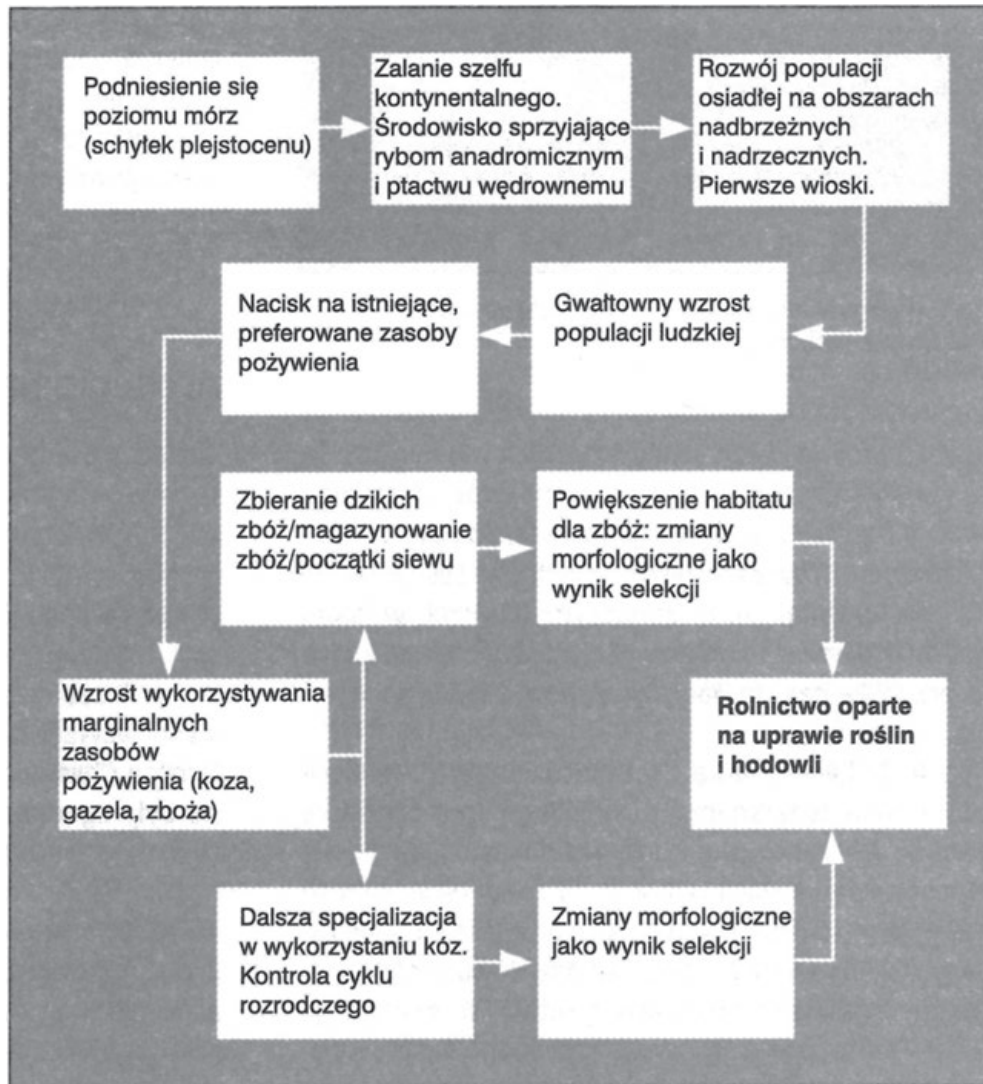 Podniesienie się
poziomu mórz
(schyłek plejstocenu)
Zalanie szelfu
kontynentalnego.
Środowisko sprzyjające
rybom anadromicznym
i ptactwu wędrownemu
Rozwój populacji
osiadłej na obszarach
nadbrzeżnych
i nadrzecznych.
Pierwsze wioski.
Gwałtowny wzrost
populacji ludzkiej
Nacisk na istniejące,
preferowane zasoby
pożywienia
Wzrost wykorzystywania
marginalnych
zasobów
pożywienia (koza,
gazela, zboża)
Zbieranie dzikich
zbóż/magazynowanie
zbóż/początki siewu
Powiększenie habitatu
dla zbóż: zmiany
morfologiczne jako
wynik selekcji
Dalsza specjalizacja
w wykorzystaniu kóz.
Kontrola cyklu
rozrodczego
Zmiany morfologiczne
jako wynik selekcji
Rolnictwo oparte
na uprawie roślin
i hodowli